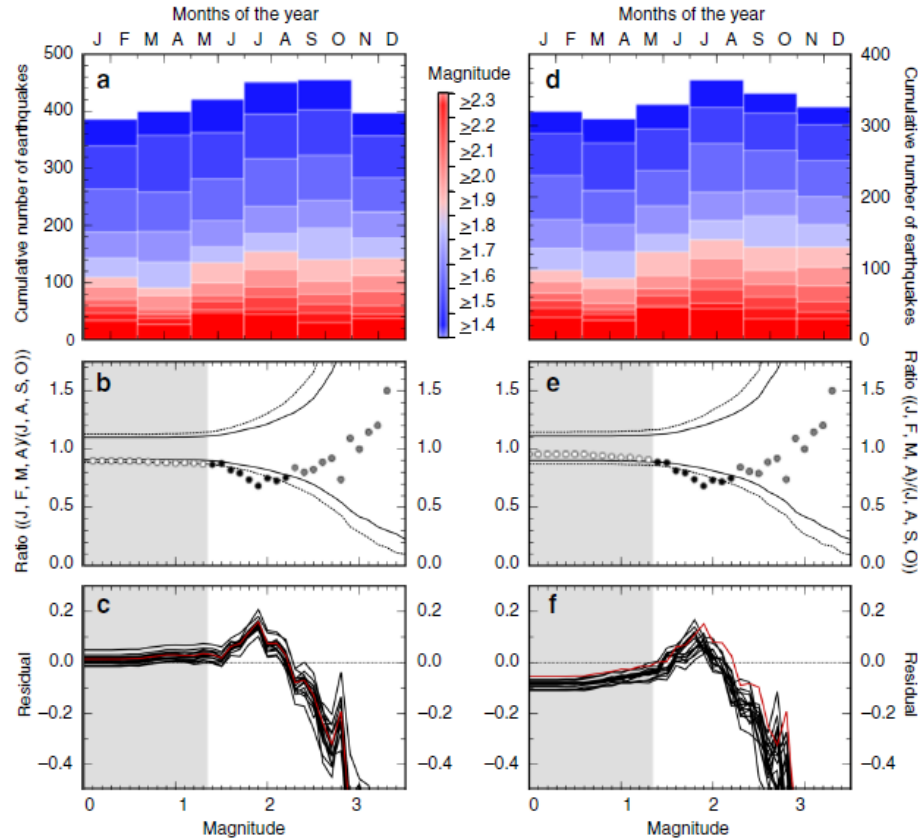 Months of the year
J F M A M J J A S O N D
a
Cumulative number of earthquakes
500
400
300
200
100
0
Magnitude
≥2.3
≥2.2
≥2.1
≥2.0
≥1.9
≥1.8
≥1.7
≥1.6
≥1.5
≥1.4
Months of the year
J F M A M J J A S O N D
d
400
300
200
100
0
Cumulative number of earthquakes
b
Ratio ((J, F, M, A)/(J, A, S, O))
1.5
1.0
0.5
0.0
1.5
1.0
0.5
0.0
e
1.5
1.0
0.5
0.0
Ratio ((J, F, M, A)/(J, A, S, O))
c
Residual
0.2
0.0
−0.2
−0.4
0.2
0.0
−0.2
−0.4
0 1 2 3
Magnitude
f
0.2
0.0
−0.2
−0.4
Residual
0 1 2 3
Magnitude